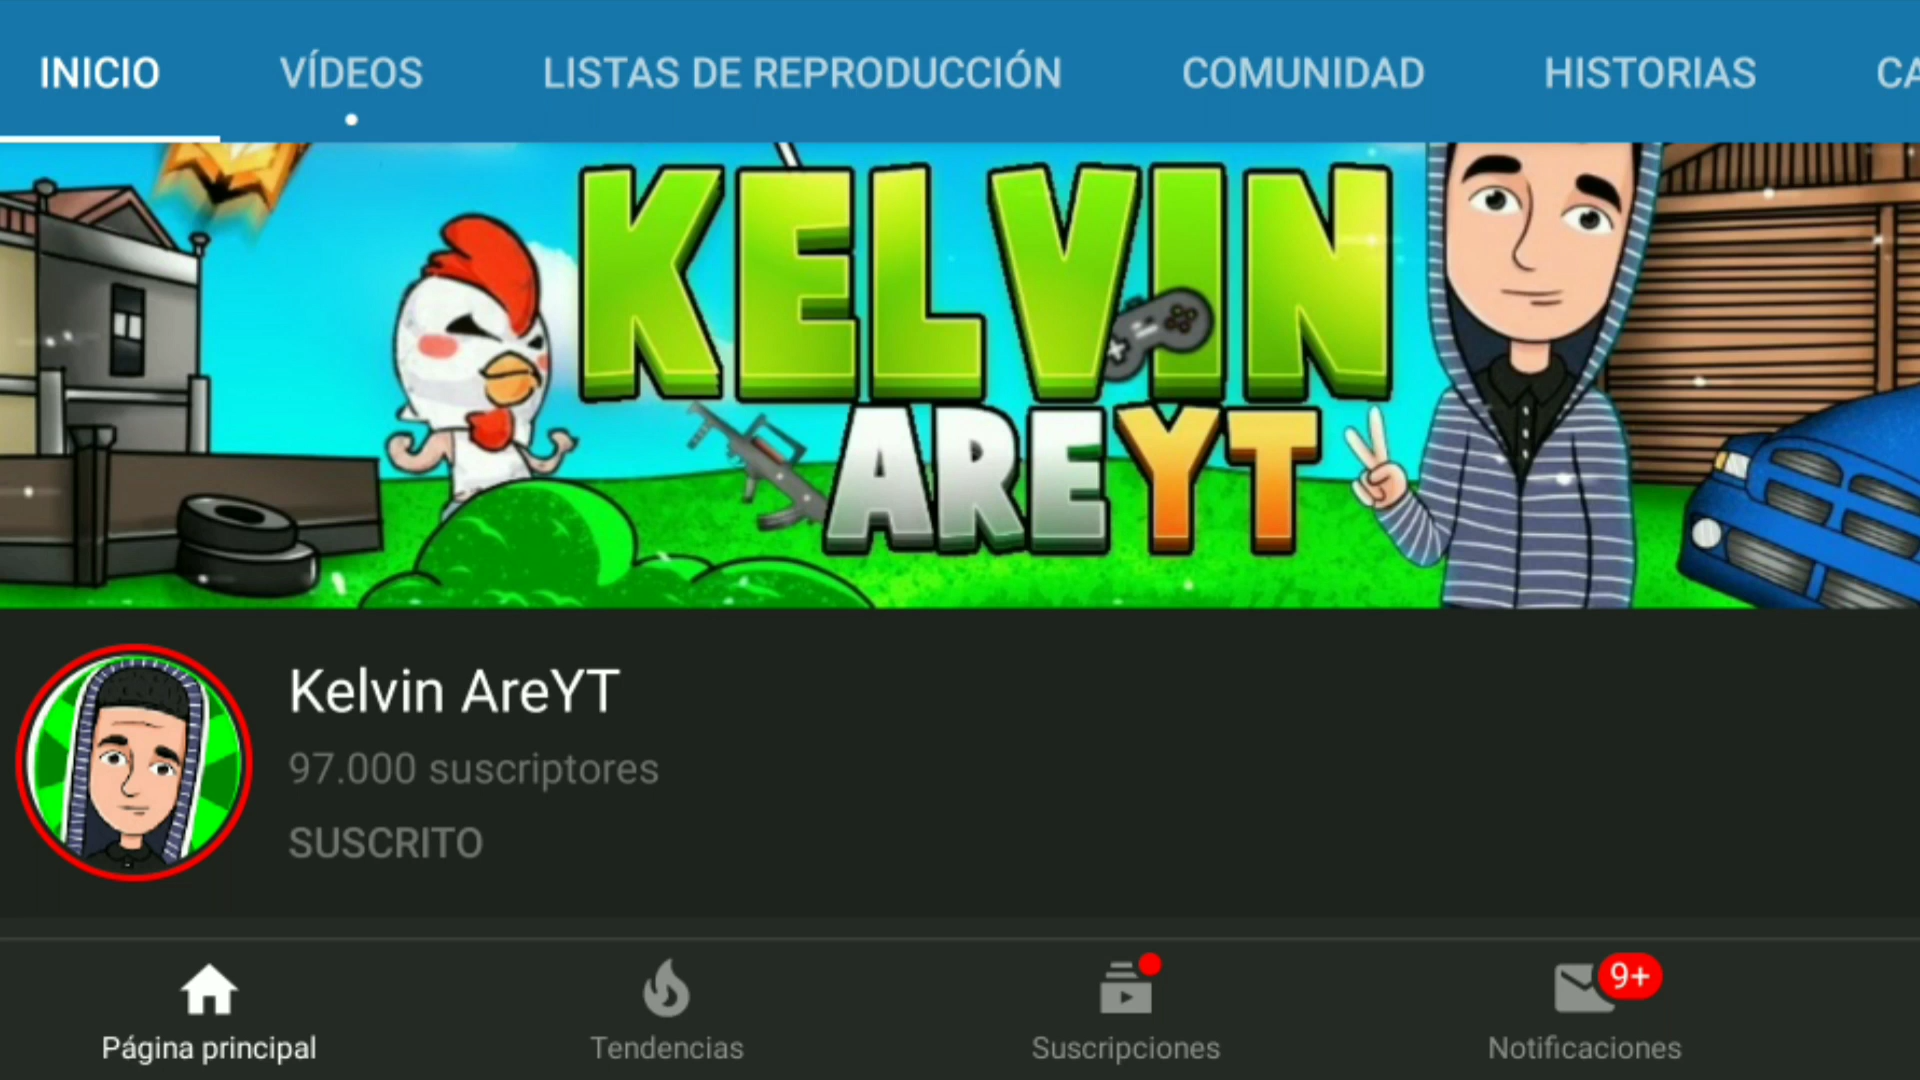 INICIO VÍDEOS LISTAS DE REPRODUCCIÓN COMUNIDAD HISTORIAS CA
KELVIN
AREYT
Kelvin AreYT
97.000 suscriptores
SUSCRITO
9+
Página principal Tendencias Suscripciones Notificaciones